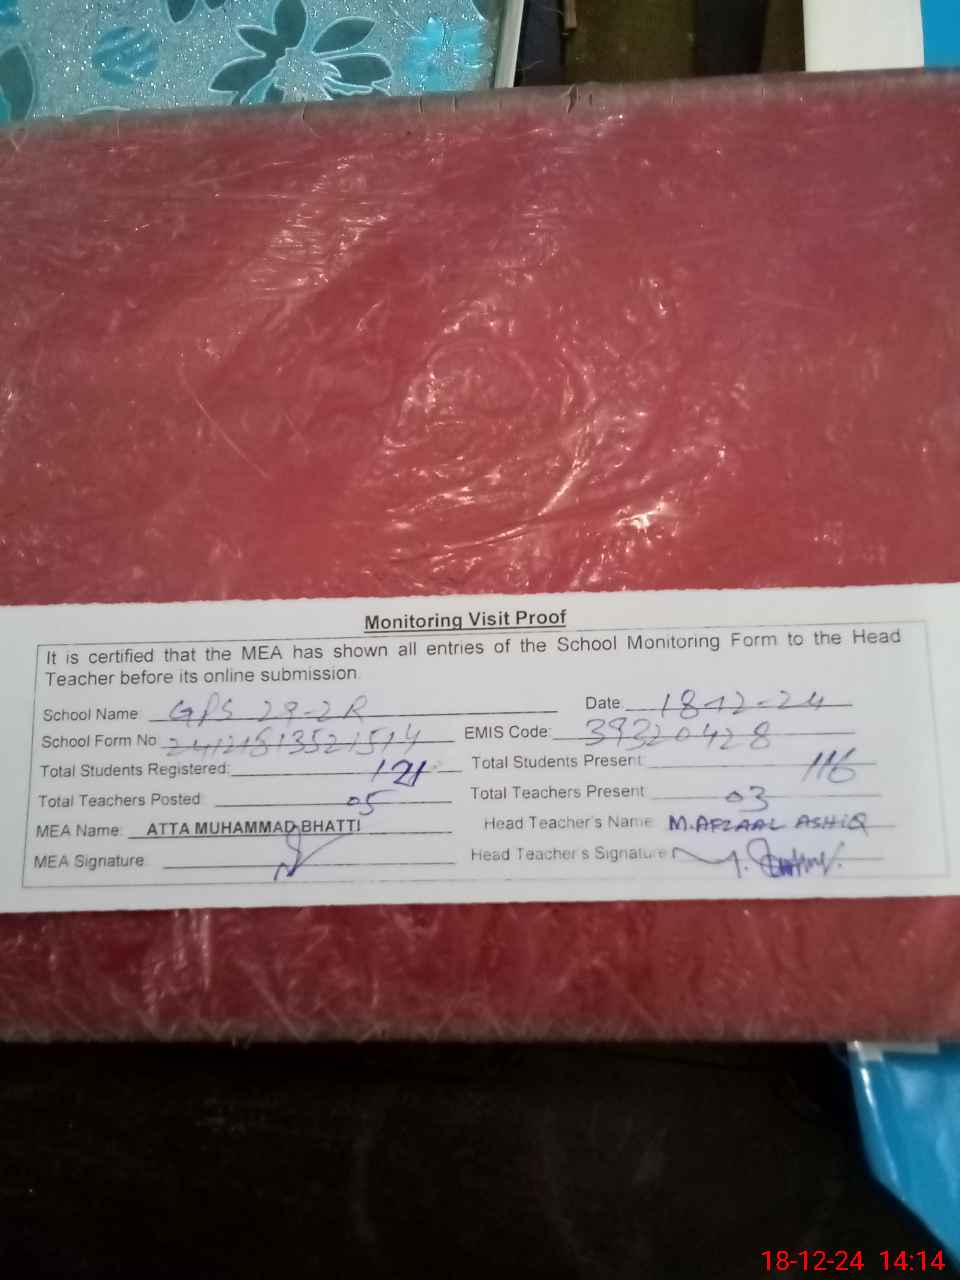 Monitoring Visit Proof
It is certified that the MEA has shown all entries of the School Monitoring Form to the Head
Teacher before its online submission.
School Name: GPS 29-2R Date: 18-12-24
School Form No: EMIS Code: 39320428
Total Students Registered: 121 Total Students Present: 116
Total Teachers Posted: 05 Total Teachers Present: 03
MEA Name: ATTA MUHAMMAD BHATTI Head Teacher's Name: M.AFZAAL ASHIQ
MEA Signature: Head Teacher's Signature:
18-12-24 14:14